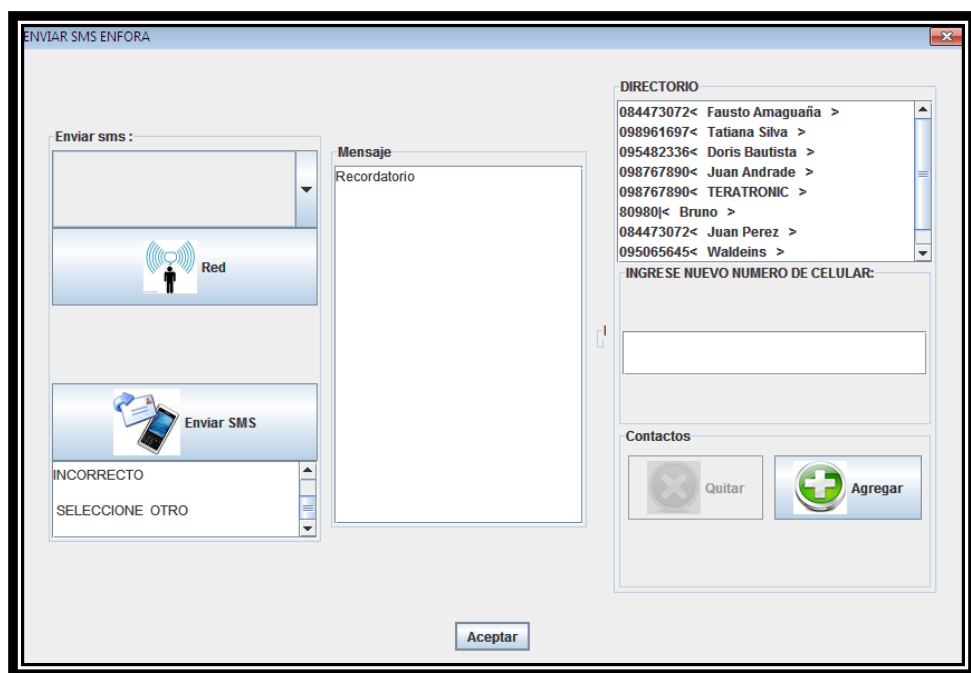 ENVIAR SMS ENFORA
Enviar sms :
Red
Enviar SMS
INCORRECTO
SELECCIONE OTRO
Mensaje
Recordatorio
DIRECTORIO
084473072< Fausto Amaguaña >
098961697< Tatiana Silva >
095482336< Doris Bautista >
098767890< Juan Andrade >
098767890< TERATRONIC >
80980|< Bruno >
084473072< Juan Perez >
095065645< Waldeins >
INGRESE NUEVO NUMERO DE CELULAR:
Contactos
Quitar
Agregar
Aceptar